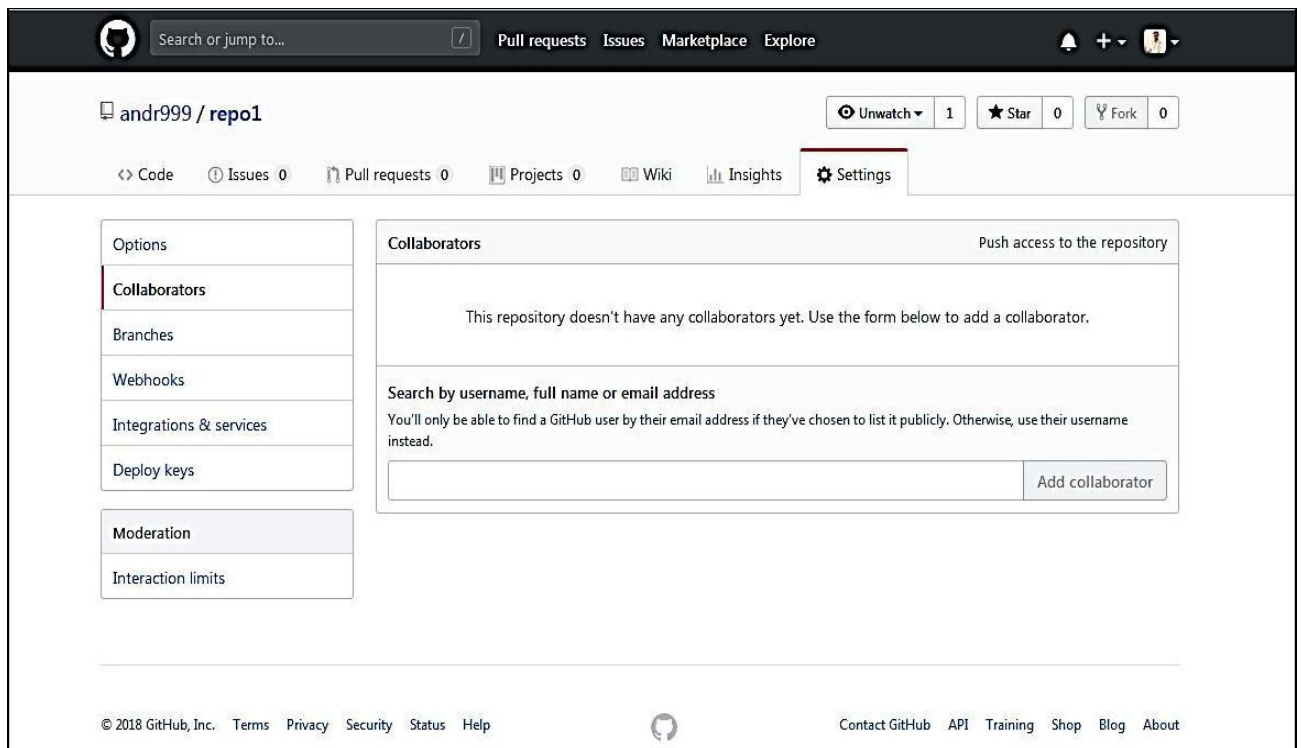 Search or jump to... / Pull requests Issues Marketplace Explore
andr999 / repo1 Unwatch 1 Star 0 Fork 0
Code Issues 0 Pull requests 0 Projects 0 Wiki Insights Settings
Options
Collaborators
Branches
Webhooks
Integrations & services
Deploy keys
Moderation
Interaction limits
Collaborators Push access to the repository
This repository doesn't have any collaborators yet. Use the form below to add a collaborator.
Search by username, full name or email address
You'll only be able to find a GitHub user by their email address if they've chosen to list it publicly. Otherwise, use their username
instead.
Add collaborator
© 2018 GitHub, Inc. Terms Privacy Security Status Help Contact GitHub API Training Shop Blog About